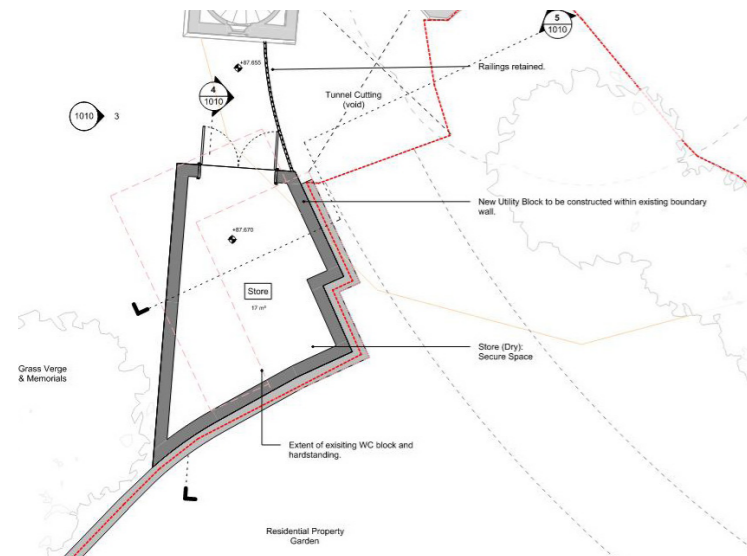 5
1010
+87.655
Railings retained.
4
1010
Tunnel Cutting
(void)
1010
3
New Utility Block to be constructed within existing boundary
wall.
+87.670
Store
17 m²
Store (Dry):
Secure Space
Grass Verge
& Memorials
Extent of exisiting WC block and
hardstanding.
Residential Property
Garden